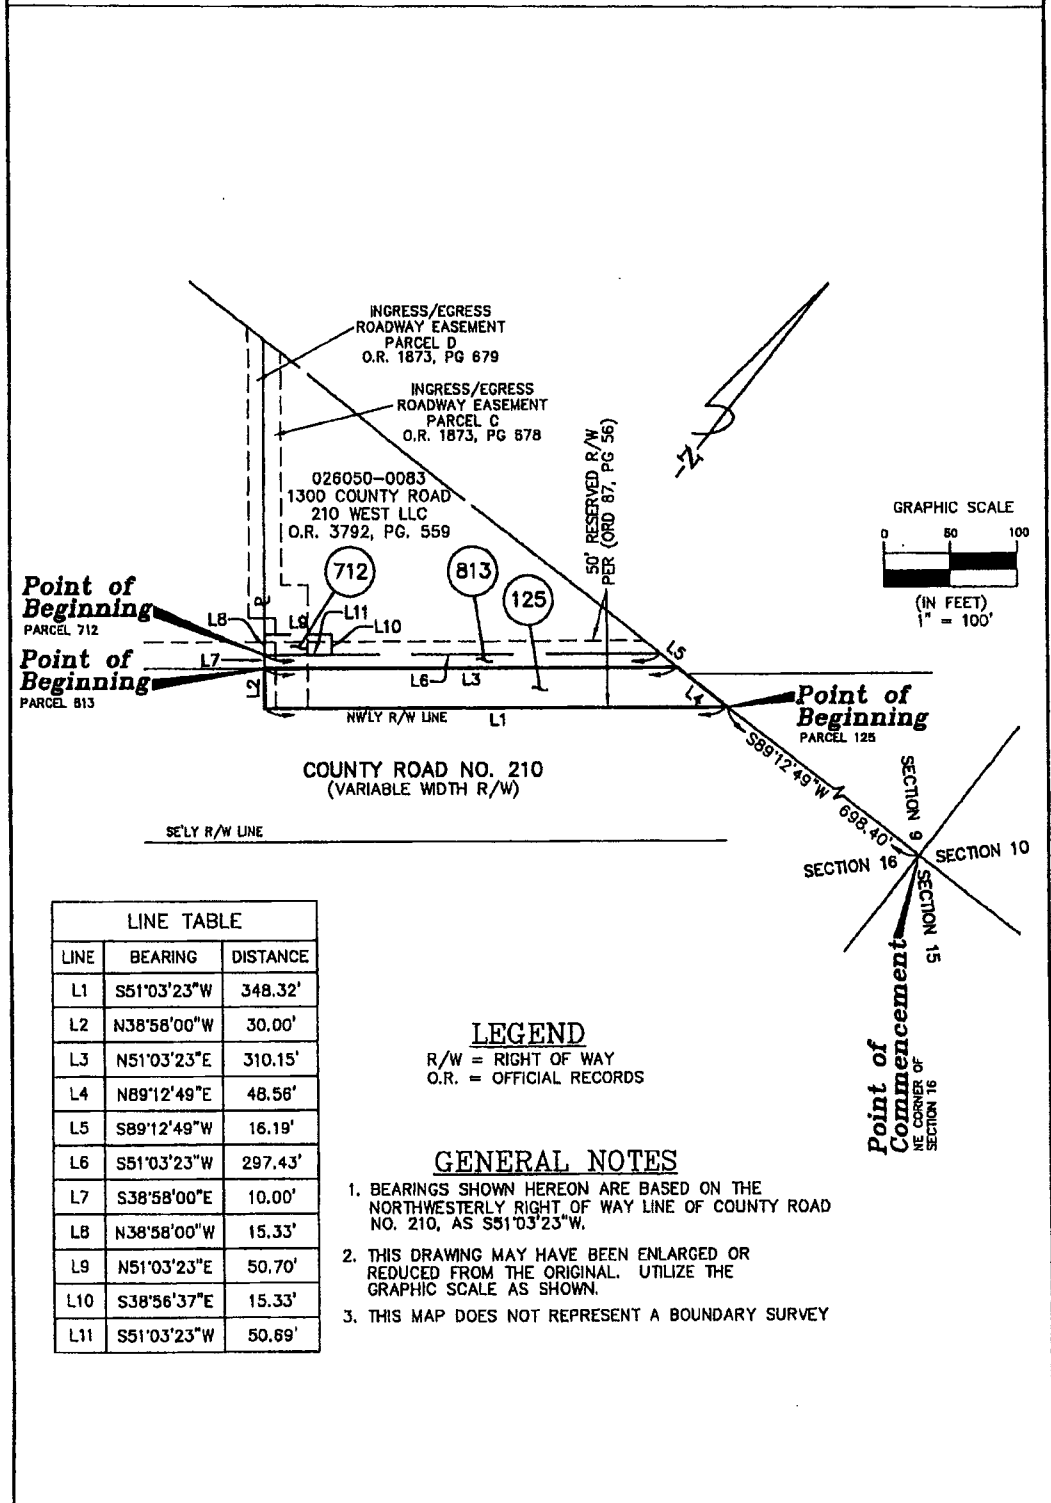 INGRESS/EGRESS
ROADWAY EASEMENT
PARCEL D
O.R. 1873, PG 679
INGRESS/EGRESS
ROADWAY EASEMENT
PARCEL C
O.R. 1873, PG 678
026050-0083
1300 COUNTY ROAD
210 WEST LLC
O.R. 3792, PG. 559
50' RESERVED R/W
PER (ORD 87, PG 56)
N
GRAPHIC SCALE
0 50 100
(IN FEET)
1" = 100'
712
813
125
Point of
Beginning
PARCEL 712
Point of
Beginning
PARCEL 813
L8
L9
L11
L10
L7
L2
L6
L3
L5
L4
NW'LY R/W LINE
L1
Point of
Beginning
PARCEL 125
COUNTY ROAD NO. 210
(VARIABLE WIDTH R/W)
SE'LY R/W LINE
S89°12'49"W
698.40'
SECTION 9
SECTION 10
SECTION 16
SECTION 15
Point of
Commencement
NE CORNER OF
SECTION 16
LINE TABLE
LINE BEARING DISTANCE
L1 S51°03'23"W 348.32'
L2 N38°58'00"W 30.00'
L3 N51°03'23"E 310.15'
L4 N89°12'49"E 48.56'
L5 S89°12'49"W 16.19'
L6 S51°03'23"W 297.43'
L7 S38°58'00"E 10.00'
L8 N38°58'00"W 15.33'
L9 N51°03'23"E 50.70'
L10 S38°56'37"E 15.33'
L11 S51°03'23"W 50.69'
LEGEND
R/W = RIGHT OF WAY
O.R. = OFFICIAL RECORDS
GENERAL NOTES
1. BEARINGS SHOWN HEREON ARE BASED ON THE
NORTHWESTERLY RIGHT OF WAY LINE OF COUNTY ROAD
NO. 210, AS S51°03'23"W.
2. THIS DRAWING MAY HAVE BEEN ENLARGED OR
REDUCED FROM THE ORIGINAL. UTILIZE THE
GRAPHIC SCALE AS SHOWN.
3. THIS MAP DOES NOT REPRESENT A BOUNDARY SURVEY